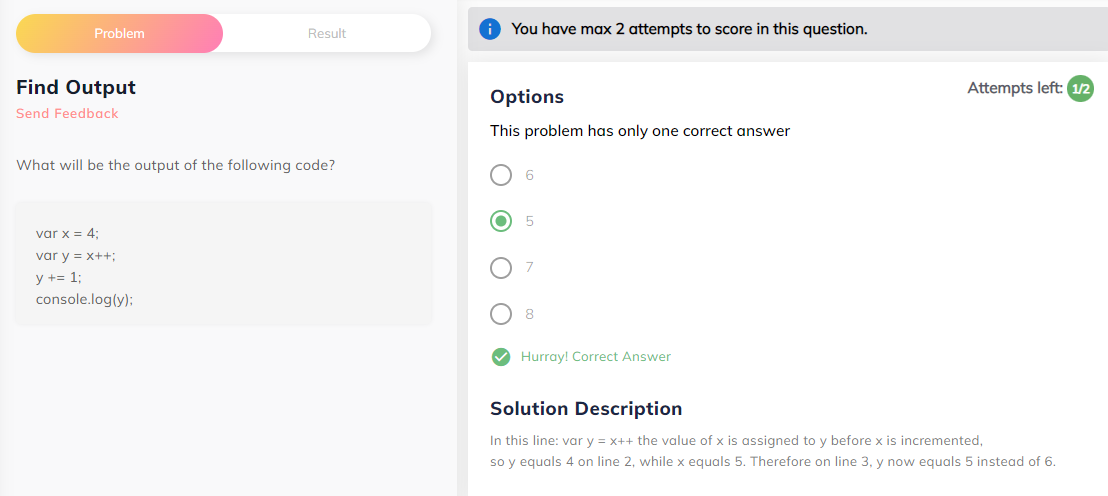 Problem
Result
Find Output
Send Feedback
What will be the output of the following code?
var x = 4;
var y = x++;
y += 1;
console.log(y);
You have max 2 attempts to score in this question.
Attempts left: 1/2
Options
This problem has only one correct answer
6
5
7
8
Hurray! Correct Answer
Solution Description
In this line: var y = x++ the value of x is assigned to y before x is incremented,
so y equals 4 on line 2, while x equals 5. Therefore on line 3, y now equals 5 instead of 6.